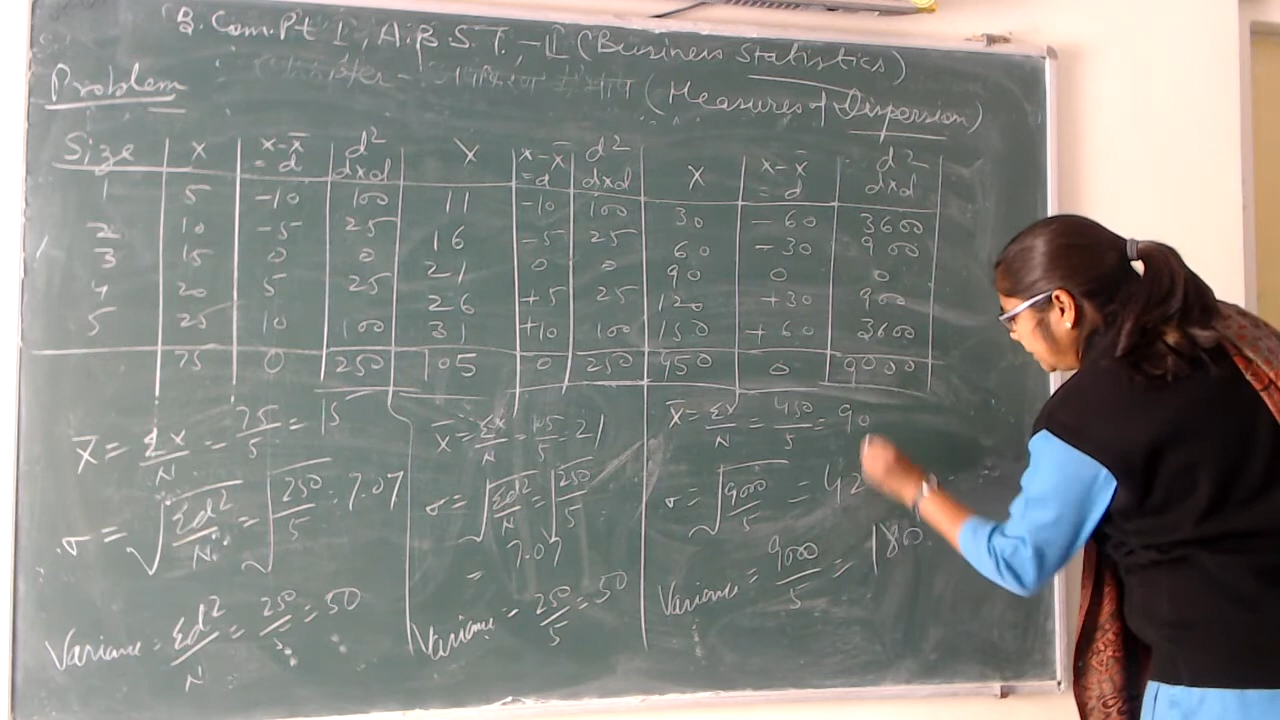 B. Com. Pt I, A.B.S.T. - II (Business Statistics)
Problem (Measures of Dispersion)
Size | X | x-x̄ = d | d² dxd | X | x-x̄ = d | d² dxd | X | x-x̄ = d | d² dxd
1 | 5 | -10 | 100 | 11 | -10 | 100 | 30 | -60 | 3600
2 | 10 | -5 | 25 | 16 | -5 | 25 | 60 | -30 | 900
3 | 15 | 0 | 0 | 21 | 0 | 0 | 90 | 0 | 0
4 | 20 | 5 | 25 | 26 | +5 | 25 | 120 | +30 | 900
5 | 25 | 10 | 100 | 31 | +10 | 100 | 150 | +60 | 3600
75 | 0 | 250 | 105 | 0 | 250 | 450 | 0 | 9000
x̄ = Σx/N = 75/5 = 15
σ = √Σd²/N = √250/5 = 7.07
Variance = Σd²/N = 250/5 = 50
x̄ = Σx/N = 105/5 = 21
σ = √Σd²/N = √250/5
= 7.07
Variance = 250/5 = 50
x̄ = Σx/N = 450/5 = 90
σ = √9000/5 = 42
Variance = 9000/5 = 180